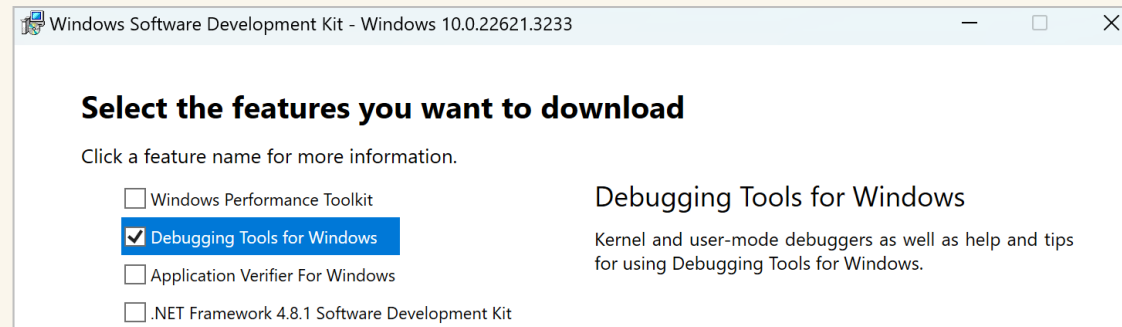 Windows Software Development Kit - Windows 10.0.22621.3233
Select the features you want to download
Click a feature name for more information.
Windows Performance Toolkit
Debugging Tools for Windows
Application Verifier For Windows
.NET Framework 4.8.1 Software Development Kit
Debugging Tools for Windows
Kernel and user-mode debuggers as well as help and tips
for using Debugging Tools for Windows.